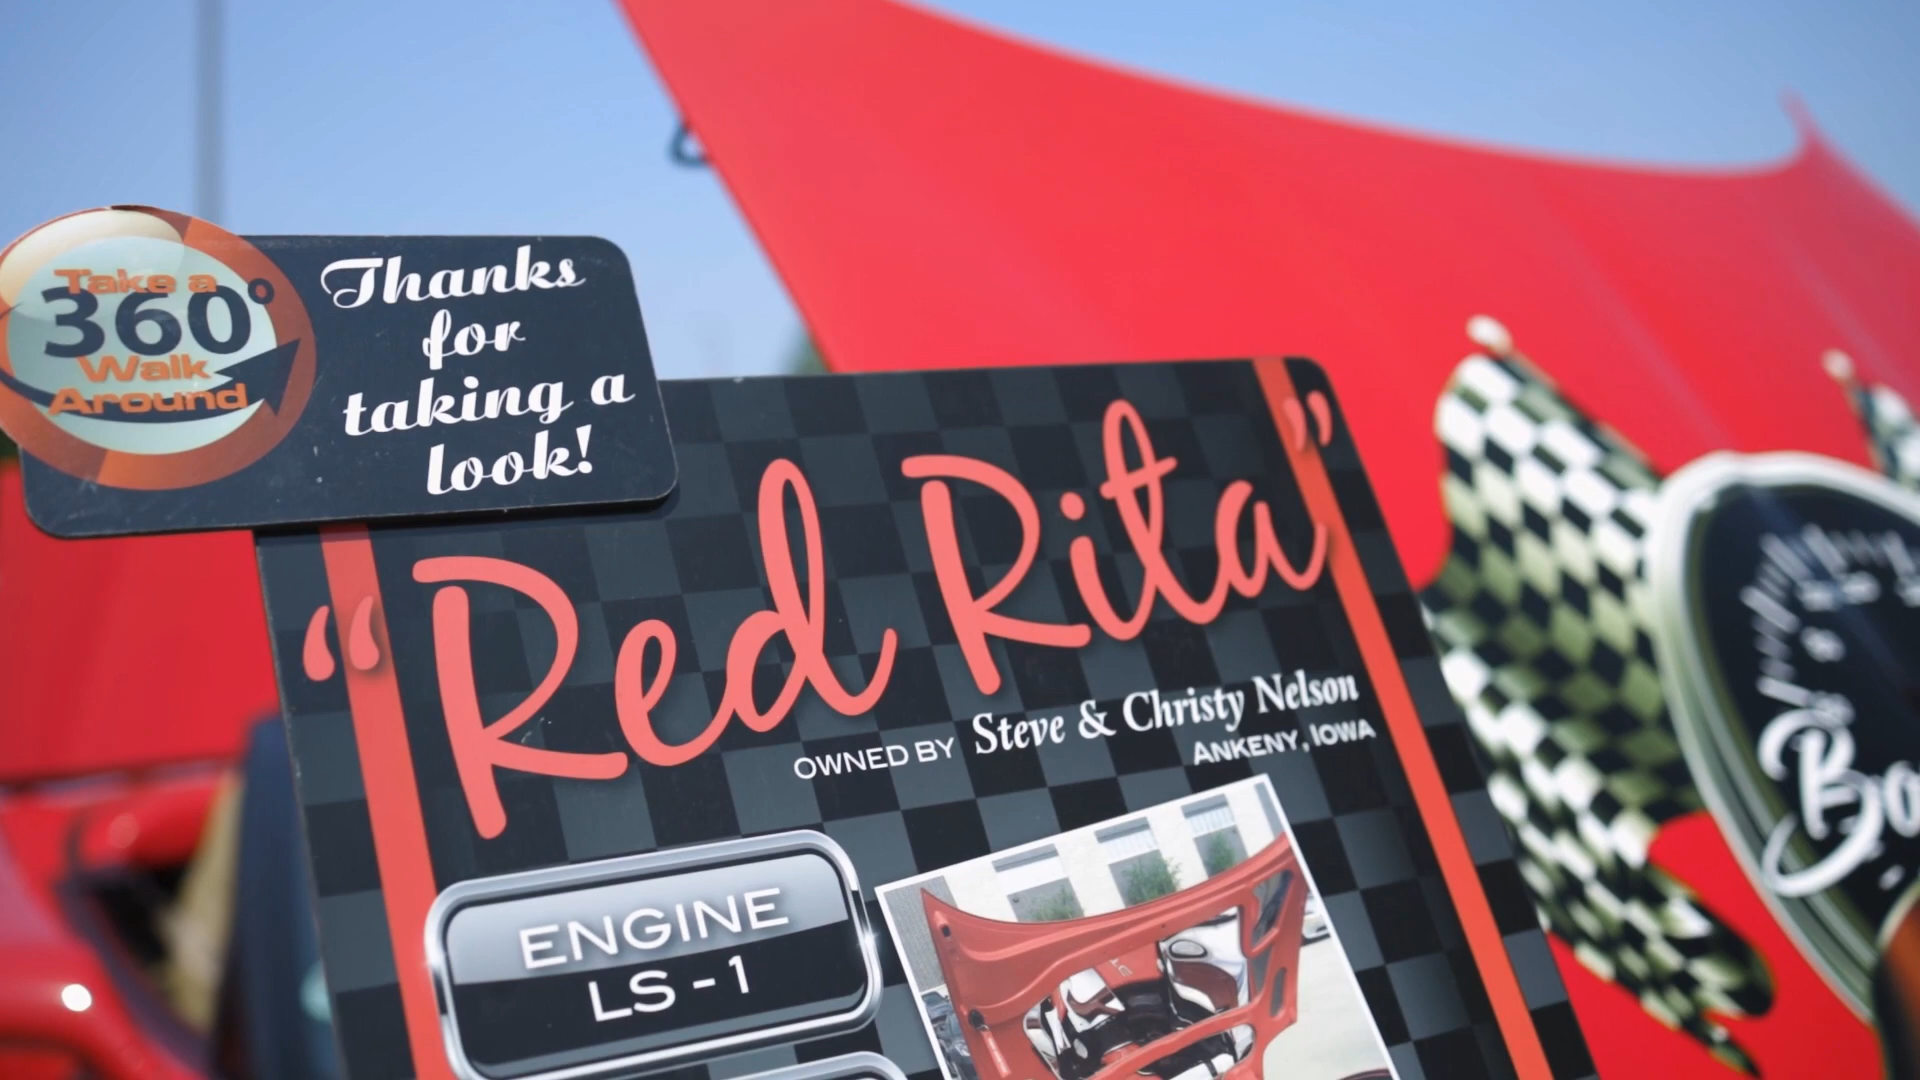 Take a
360°
Walk
Around
Thanks
for
taking a
look!
“Red Rita”
OWNED BY Steve & Christy Nelson
ANKENY, IOWA
ENGINE
LS-1